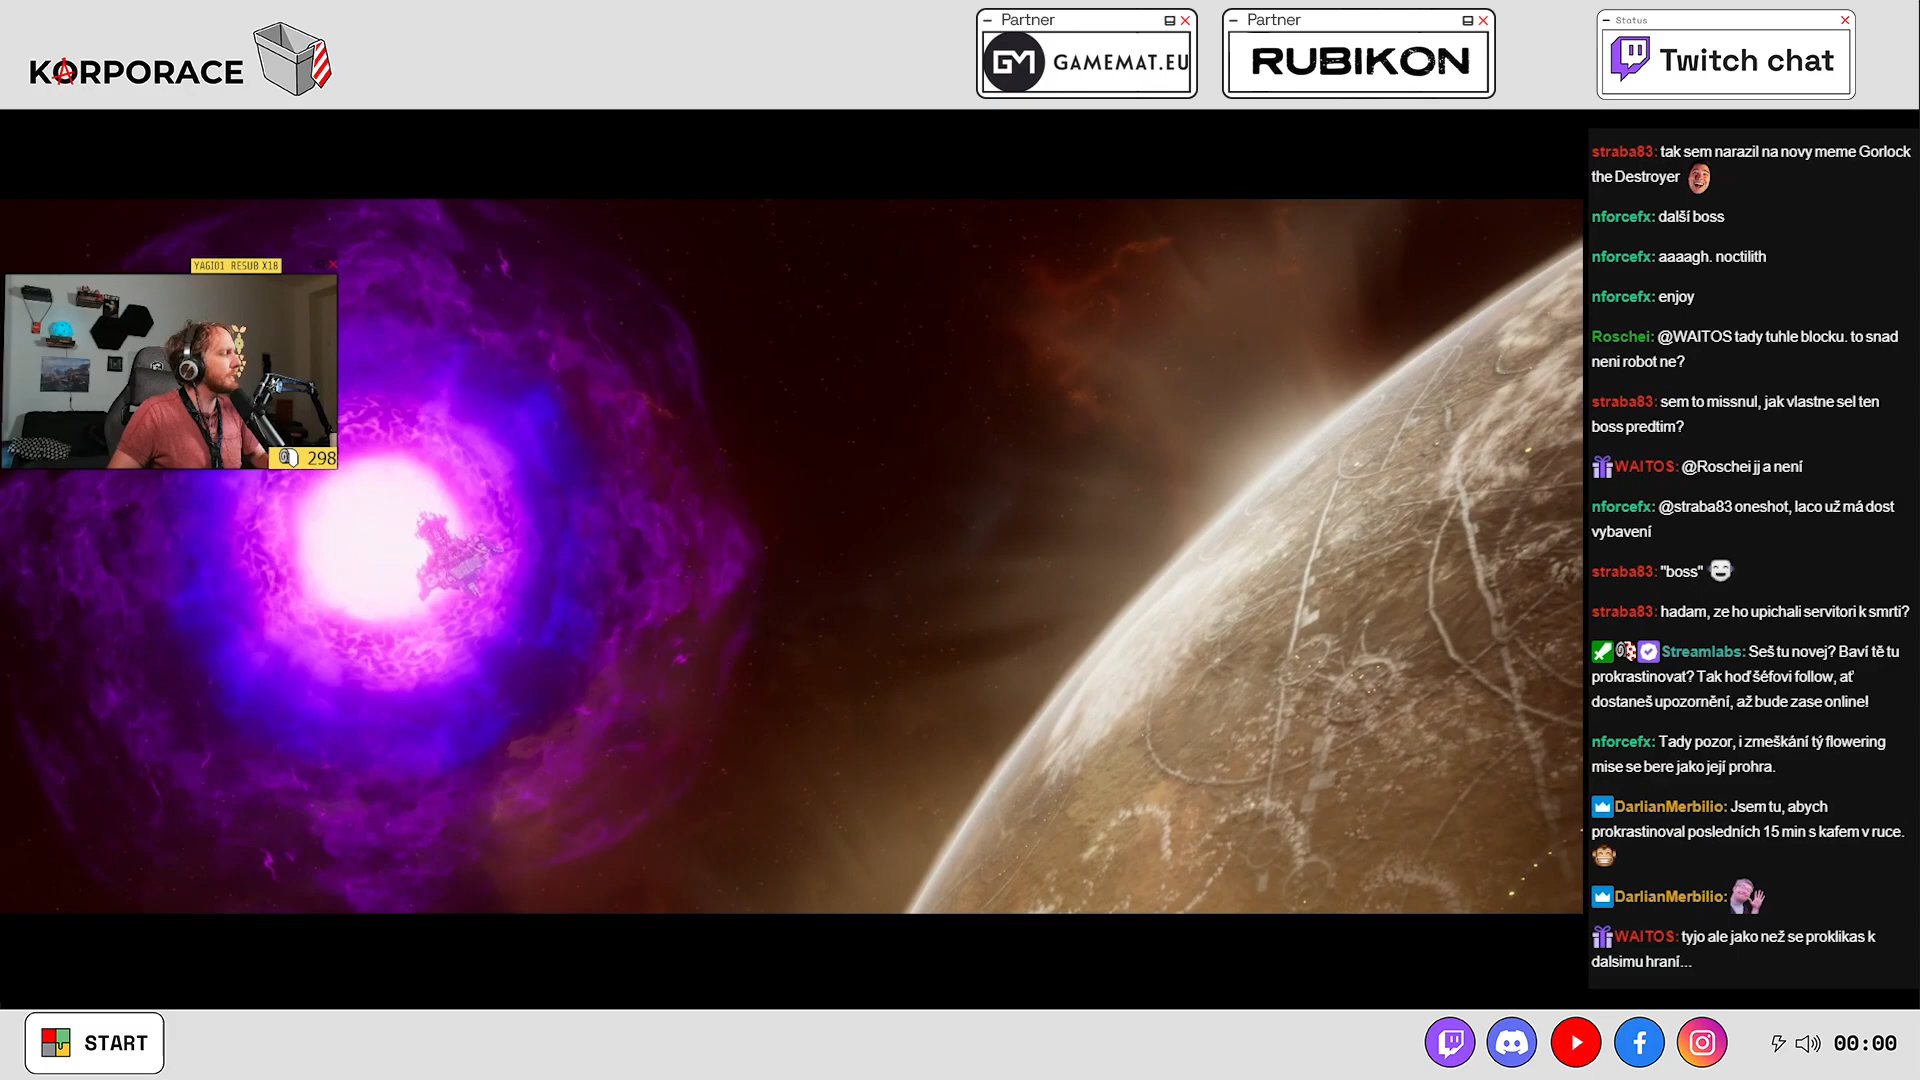 KORPORACE
Partner
GAMEMAT.EU
Partner
RUBIKON
Status
Twitch chat
YAGI01 RESUB X18
298
straba83: tak sem narazil na novy meme Gorlock
the Destroyer
nforcefx: další boss
nforcefx: aaaagh. noctilith
nforcefx: enjoy
Roschei: @WAITOS tady tuhle blocku. to snad
neni robot ne?
straba83: sem to missnul, jak vlastne sel ten
boss predtim?
WAITOS: @Roschei jj a není
nforcefx: @straba83 oneshot, laco už má dost
vybavení
straba83: "boss"
straba83: hadam, ze ho upichali servitori k smrti?
Streamlabs: Seš tu novej? Baví tě tu
prokrastinovat? Tak hoď šéfovi follow, ať
dostaneš upozornění, až bude zase online!
nforcefx: Tady pozor, i zmeškání tý flowering
mise se bere jako její prohra.
DarlianMerbilio: Jsem tu, abych
prokrastinoval posledních 15 min s kafem v ruce.
DarlianMerbilio:
WAITOS: tyjo ale jako než se proklikas k
dalsimu hraní...
START
00:00